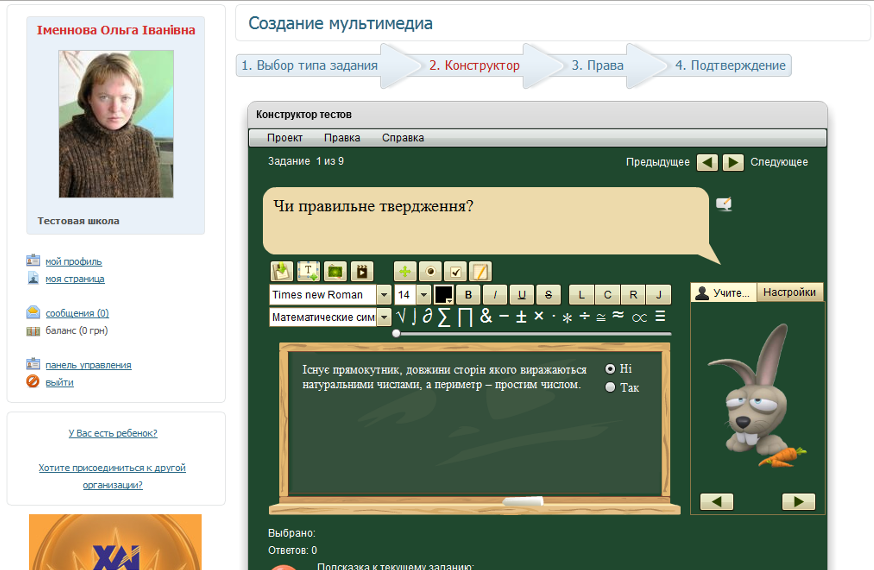 Іменнова Ольга Іванівна
Тестовая школа
мой профиль
моя страница
сообщения (0)
баланс (0 грн)
панель управления
выйти
У Вас есть ребенок?
Хотите присоединиться к другой
организации?
ХАІ
Создание мультимедиа
1. Выбор типа задания
2. Конструктор
3. Права
4. Подтверждение
Конструктор тестов
Проект Правка Справка
Задание 1 из 9
Предыдущее Следующее
Чи правильне твердження?
Times new Roman 14 B I U S L C R J
Математические сим √ ∫ ∂ ∑ ∏ & − ± × · ∗ ÷ ≅ ≈ ∝ ≡
Учите... Настройки
Існує прямокутник, довжини сторін якого виражаються
натуральними числами, а периметр – простим числом.
Ні
Так
Выбрано:
Ответов: 0
Подсказка к текущему заданию: